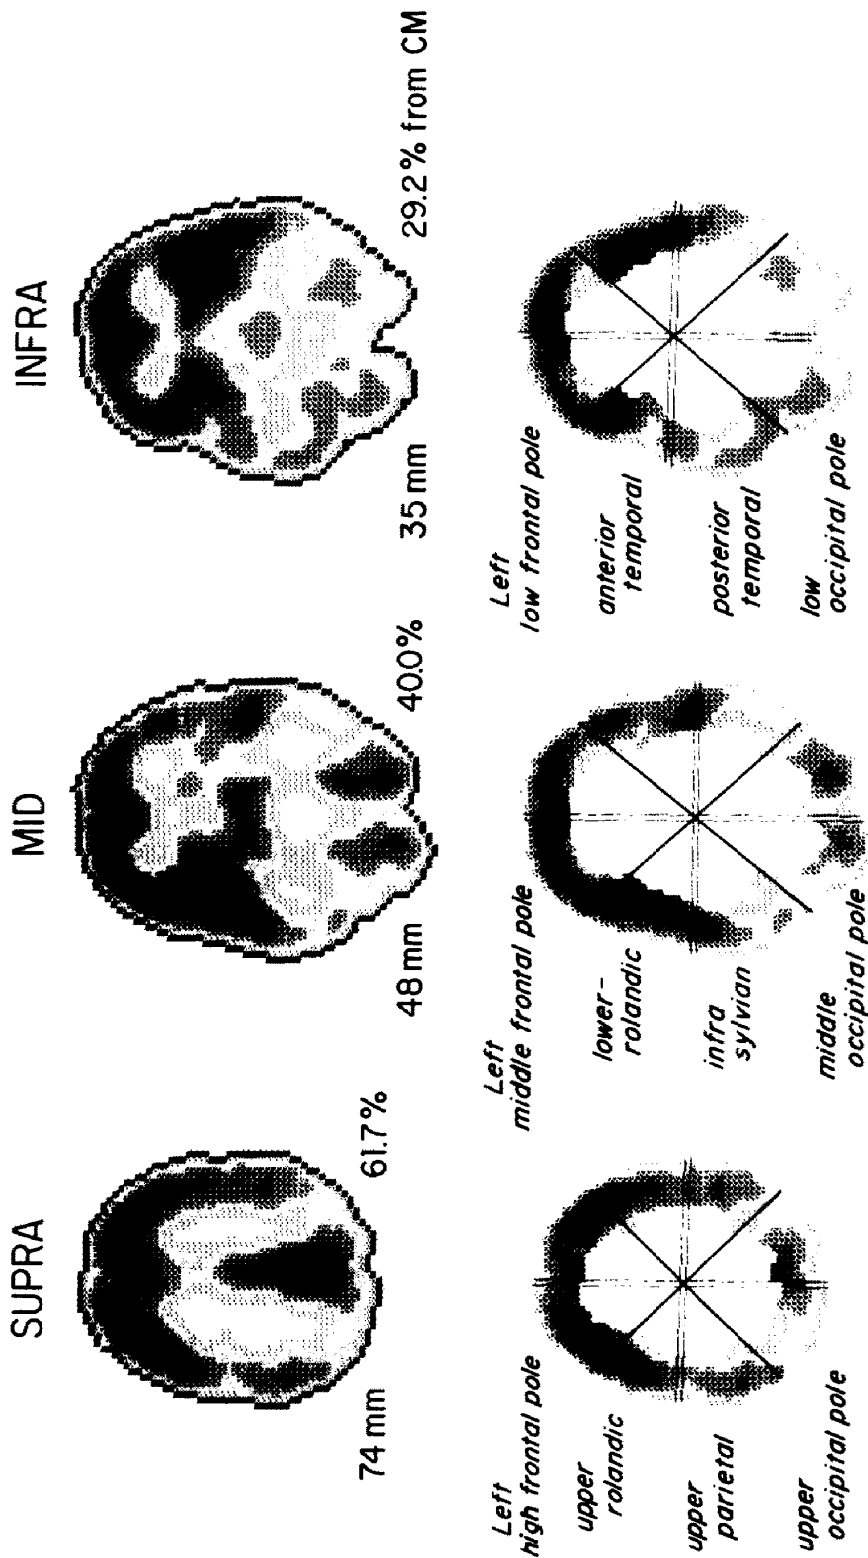 SUPRA
MID
INFRA
74 mm
61.7%
48 mm
40.0%
35 mm
29.2% from CM
Left
high frontal pole
upper
rolandic
upper
parietal
upper
occipital pole
Left
middle frontal pole
lower-
rolandic
infra
sylvian
middle
occipital pole
Left
low frontal pole
anterior
temporal
posterior
temporal
low
occipital pole